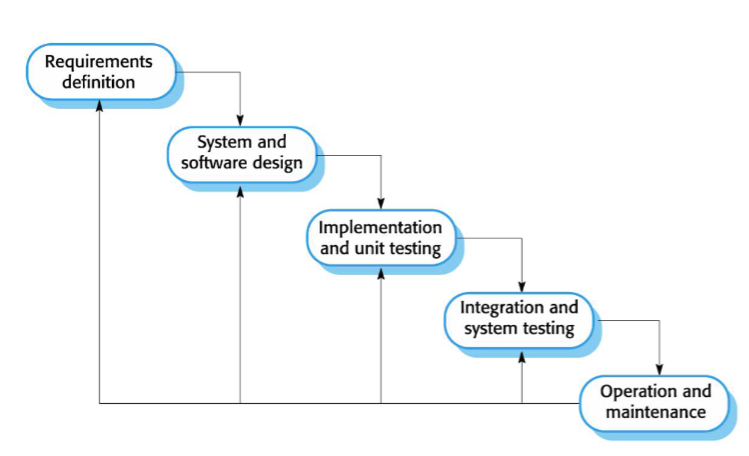 Requirements
definition
System and
software design
Implementation
and unit testing
Integration and
system testing
Operation and
maintenance